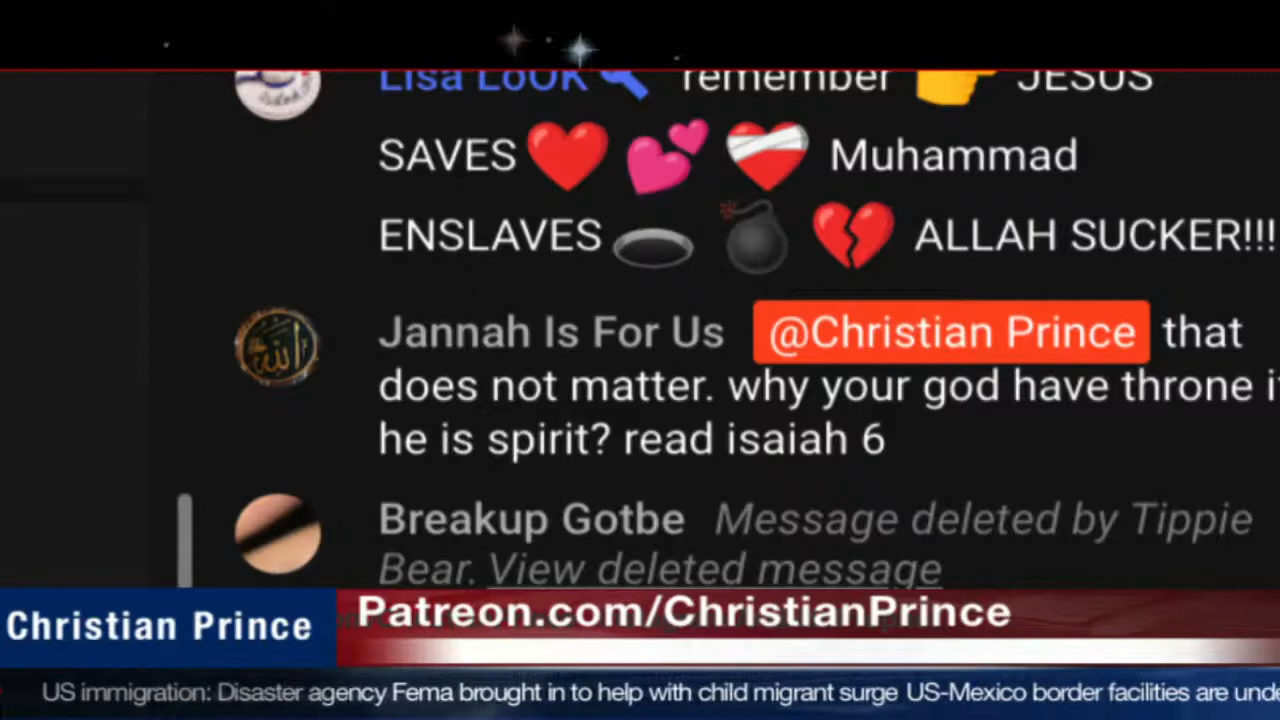 Lisa LoOK remember 👉 JESUS
SAVES ❤️ 💕 ❤️‍🩹 Muhammad
ENSLAVES 🕳️ 💣 💔 ALLAH SUCKER!!!
Jannah Is For Us @Christian Prince that
does not matter. why your god have throne if
he is spirit? read isaiah 6
Breakup Gotbe Message deleted by Tippie
Bear. View deleted message
Christian Prince
Patreon.com/ChristianPrince
US immigration: Disaster agency Fema brought in to help with child migrant surge US-Mexico border facilities are unde